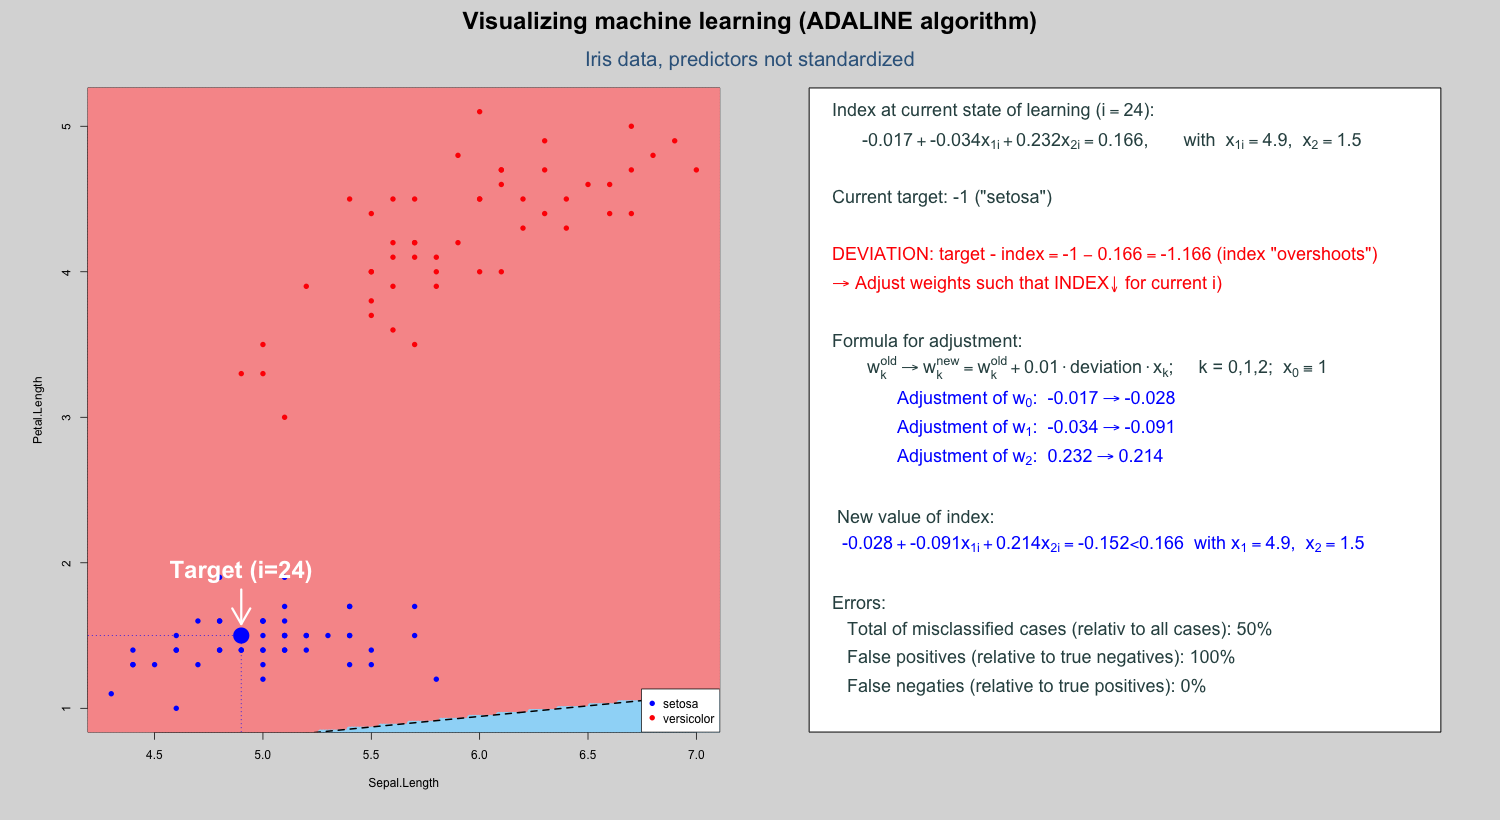 Visualizing machine learning (ADALINE algorithm)
Iris data, predictors not standardized
5
4
3
2
1
Petal.Length
Target (i=24)
setosa
versicolor
4.5 5.0 5.5 6.0 6.5 7.0
Sepal.Length
Index at current state of learning (i = 24):
-0.017 + -0.034x1i + 0.232x2i = 0.166, with x1i = 4.9, x2 = 1.5
Current target: -1 ("setosa")
DEVIATION: target - index = -1 − 0.166 = -1.166 (index "overshoots")
→ Adjust weights such that INDEX↓ for current i)
Formula for adjustment:
w_k^old → w_k^new = w_k^old + 0.01 · deviation · xk; k = 0,1,2; x0 ≡ 1
Adjustment of w0: -0.017 → -0.028
Adjustment of w1: -0.034 → -0.091
Adjustment of w2: 0.232 → 0.214
New value of index:
-0.028 + -0.091x1i + 0.214x2i = -0.152<0.166 with x1 = 4.9, x2 = 1.5
Errors:
Total of misclassified cases (relativ to all cases): 50%
False positives (relative to true negatives): 100%
False negaties (relative to true positives): 0%